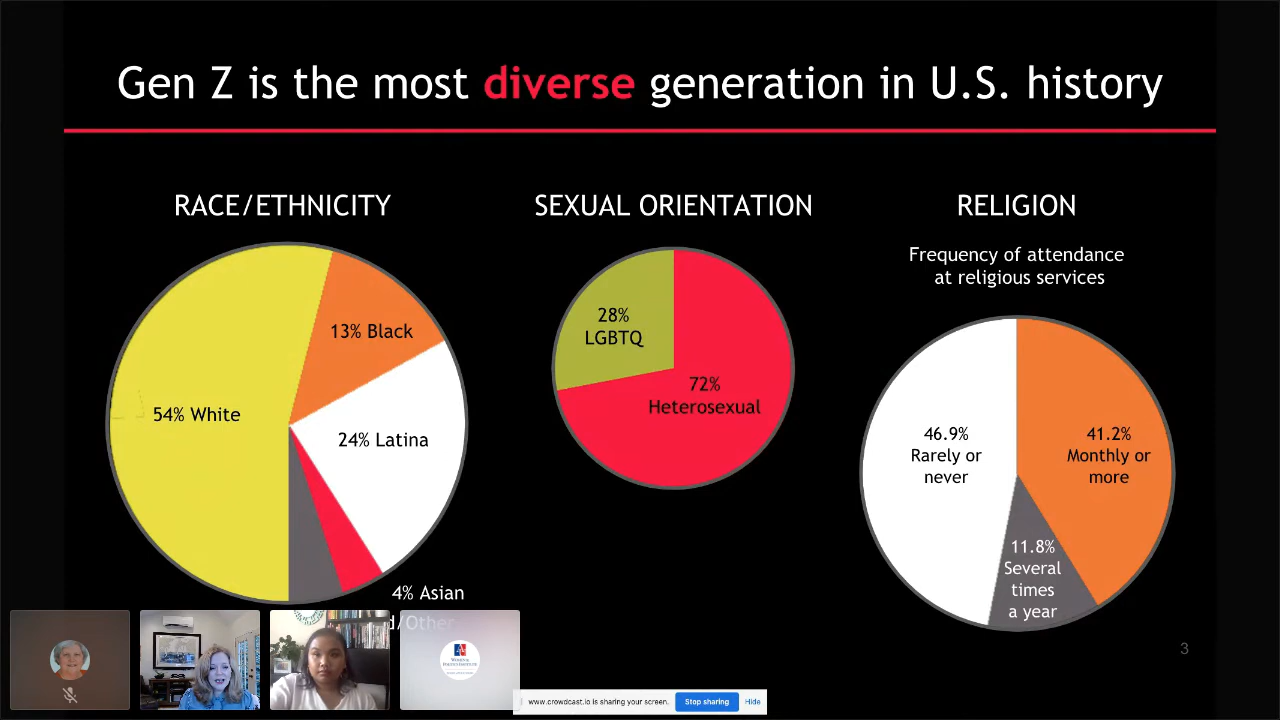 Gen Z is the most diverse generation in U.S. history
RACE/ETHNICITY
54% White
13% Black
24% Latina
4% Asian
d/Other
SEXUAL ORIENTATION
28%
LGBTQ
72%
Heterosexual
RELIGION
Frequency of attendance
at religious services
46.9%
Rarely or
never
41.2%
Monthly or
more
11.8%
Several
times
a year
3
www.crowdcast.io is sharing your screen.
Stop sharing
Hide